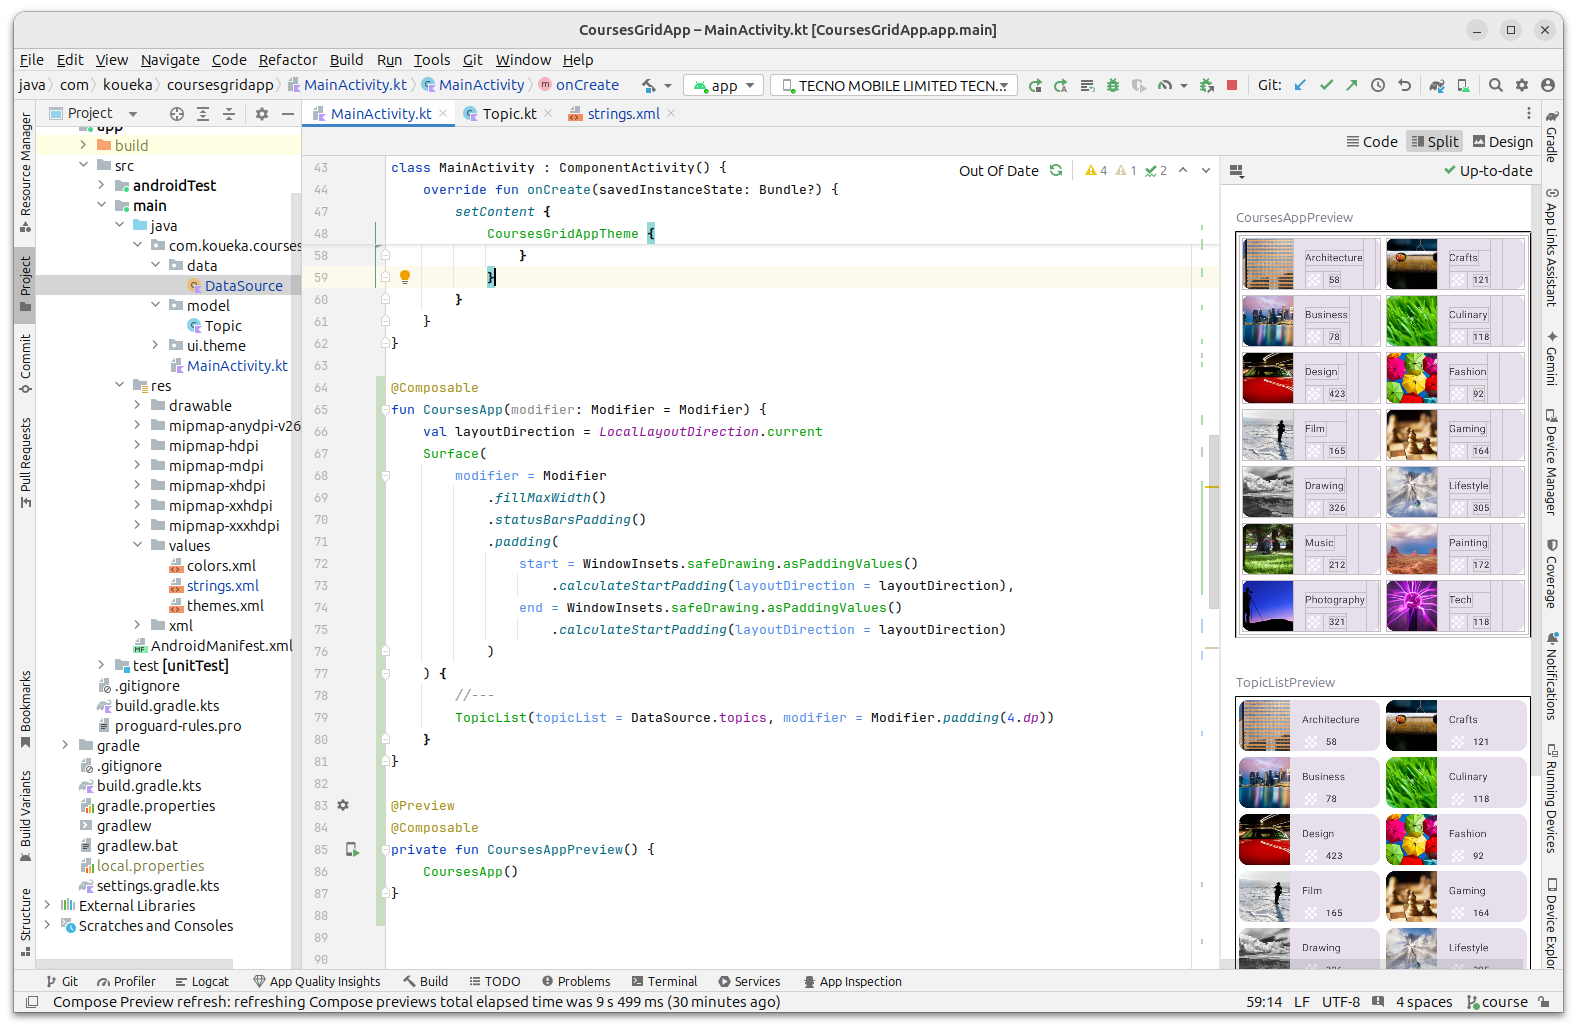 CoursesGridApp – MainActivity.kt [CoursesGridApp.app.main]
File Edit View Navigate Code Refactor Build Run Tools Git Window Help
java com koueka coursesgridapp MainActivity.kt MainActivity onCreate app TECNO MOBILE LIMITED TECN... Git:
Project MainActivity.kt Topic.kt strings.xml
Code Split Design
Out Of Date 4 1 2 Up-to-date
Resource Manager
Project
Commit
Pull Requests
Bookmarks
Build Variants
Structure
app
build
src
androidTest
main
java
com.koueka.courses
data
DataSource
model
Topic
ui.theme
MainActivity.kt
res
drawable
mipmap-anydpi-v26
mipmap-hdpi
mipmap-mdpi
mipmap-xhdpi
mipmap-xxhdpi
mipmap-xxxhdpi
values
colors.xml
strings.xml
themes.xml
xml
AndroidManifest.xml
test [unitTest]
.gitignore
build.gradle.kts
proguard-rules.pro
gradle
.gitignore
build.gradle.kts
gradle.properties
gradlew
gradlew.bat
local.properties
settings.gradle.kts
External Libraries
Scratches and Consoles
43 class MainActivity : ComponentActivity() {
44 override fun onCreate(savedInstanceState: Bundle?) {
47 setContent {
48 CoursesGridAppTheme {
58 }
59 }
60 }
61 }
62 }
63
64 @Composable
65 fun CoursesApp(modifier: Modifier = Modifier) {
66 val layoutDirection = LocalLayoutDirection.current
67 Surface(
68 modifier = Modifier
69 .fillMaxWidth()
70 .statusBarsPadding()
71 .padding(
72 start = WindowInsets.safeDrawing.asPaddingValues()
73 .calculateStartPadding(layoutDirection = layoutDirection),
74 end = WindowInsets.safeDrawing.asPaddingValues()
75 .calculateStartPadding(layoutDirection = layoutDirection)
76 )
77 ) {
78 //---
79 TopicList(topicList = DataSource.topics, modifier = Modifier.padding(4.dp))
80 }
81 }
82
83 @Preview
84 @Composable
85 private fun CoursesAppPreview() {
86 CoursesApp()
87 }
88
89
90
CoursesAppPreview
Architecture 58 Crafts 121
Business 78 Culinary 118
Design 423 Fashion 92
Film 165 Gaming 164
Drawing 326 Lifestyle 305
Music 212 Painting 172
Photography 321 Tech 118
TopicListPreview
Architecture 58 Crafts 121
Business 78 Culinary 118
Design 423 Fashion 92
Film 165 Gaming 164
Drawing Lifestyle
Gradle
App Links Assistant
Gemini
Device Manager
Coverage
Notifications
Running Devices
Device Explor
Git Profiler Logcat App Quality Insights Build TODO Problems Terminal Services App Inspection
Compose Preview refresh: refreshing Compose previews total elapsed time was 9 s 499 ms (30 minutes ago) 59:14 LF UTF-8 4 spaces course